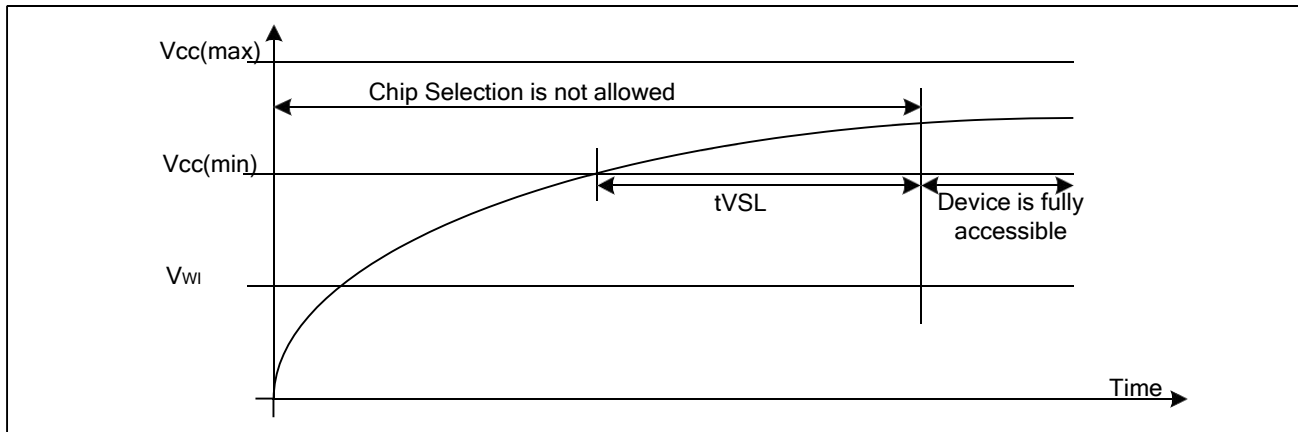 Vcc(max)
Chip Selection is not allowed
Vcc(min)
tVSL
Device is fully
accessible
VWI
Time